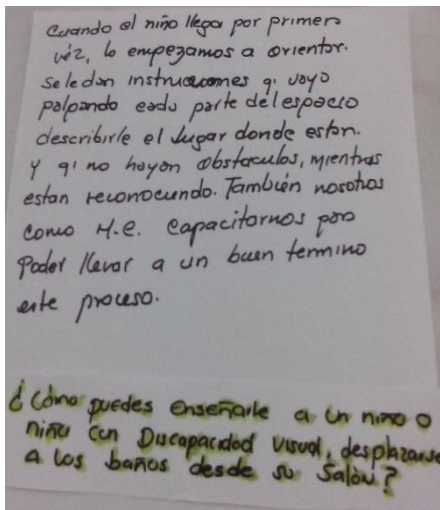 Cuando el niño llega por primera
véz, lo empezamos a orientar.
Se le dan instrucciones q' vaya
palpando cada parte del espacio
describirle el lugar donde estan.
Y q' no hayan obstaculos, mientras
estan reconociendo. También nosotros
como M.C. capacitarnos para
Poder llevar a un buen termino
este proceso.
¿Cómo puedes enseñarle a un niño o
niña con Discapacidad visual, desplazarse
a los baños desde su Salón?